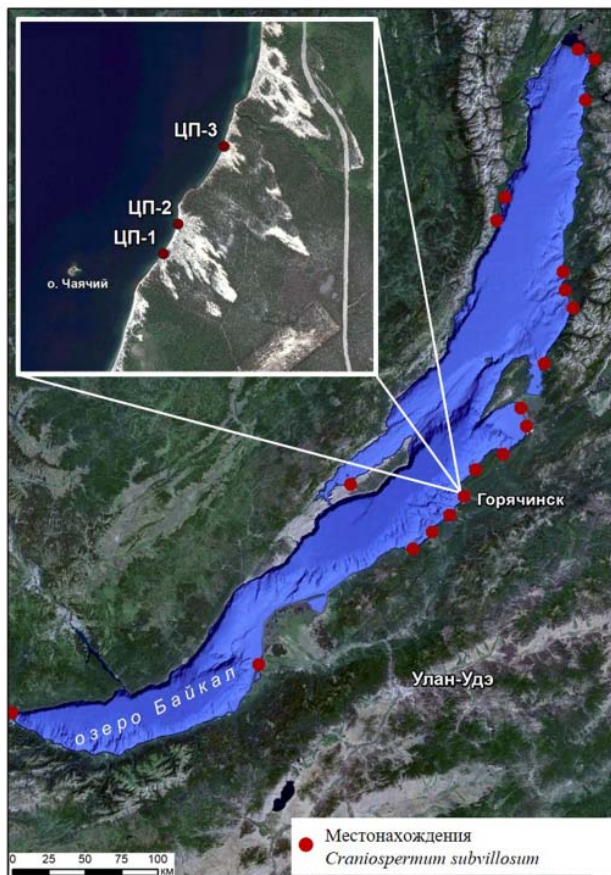 ЦП-3
ЦП-2
ЦП-1
о. Чаячий
Горячинск
Улан-Удэ
озеро Байкал
Местонахождения
Craniospermum subvillosum
0 25 50 75 100
км